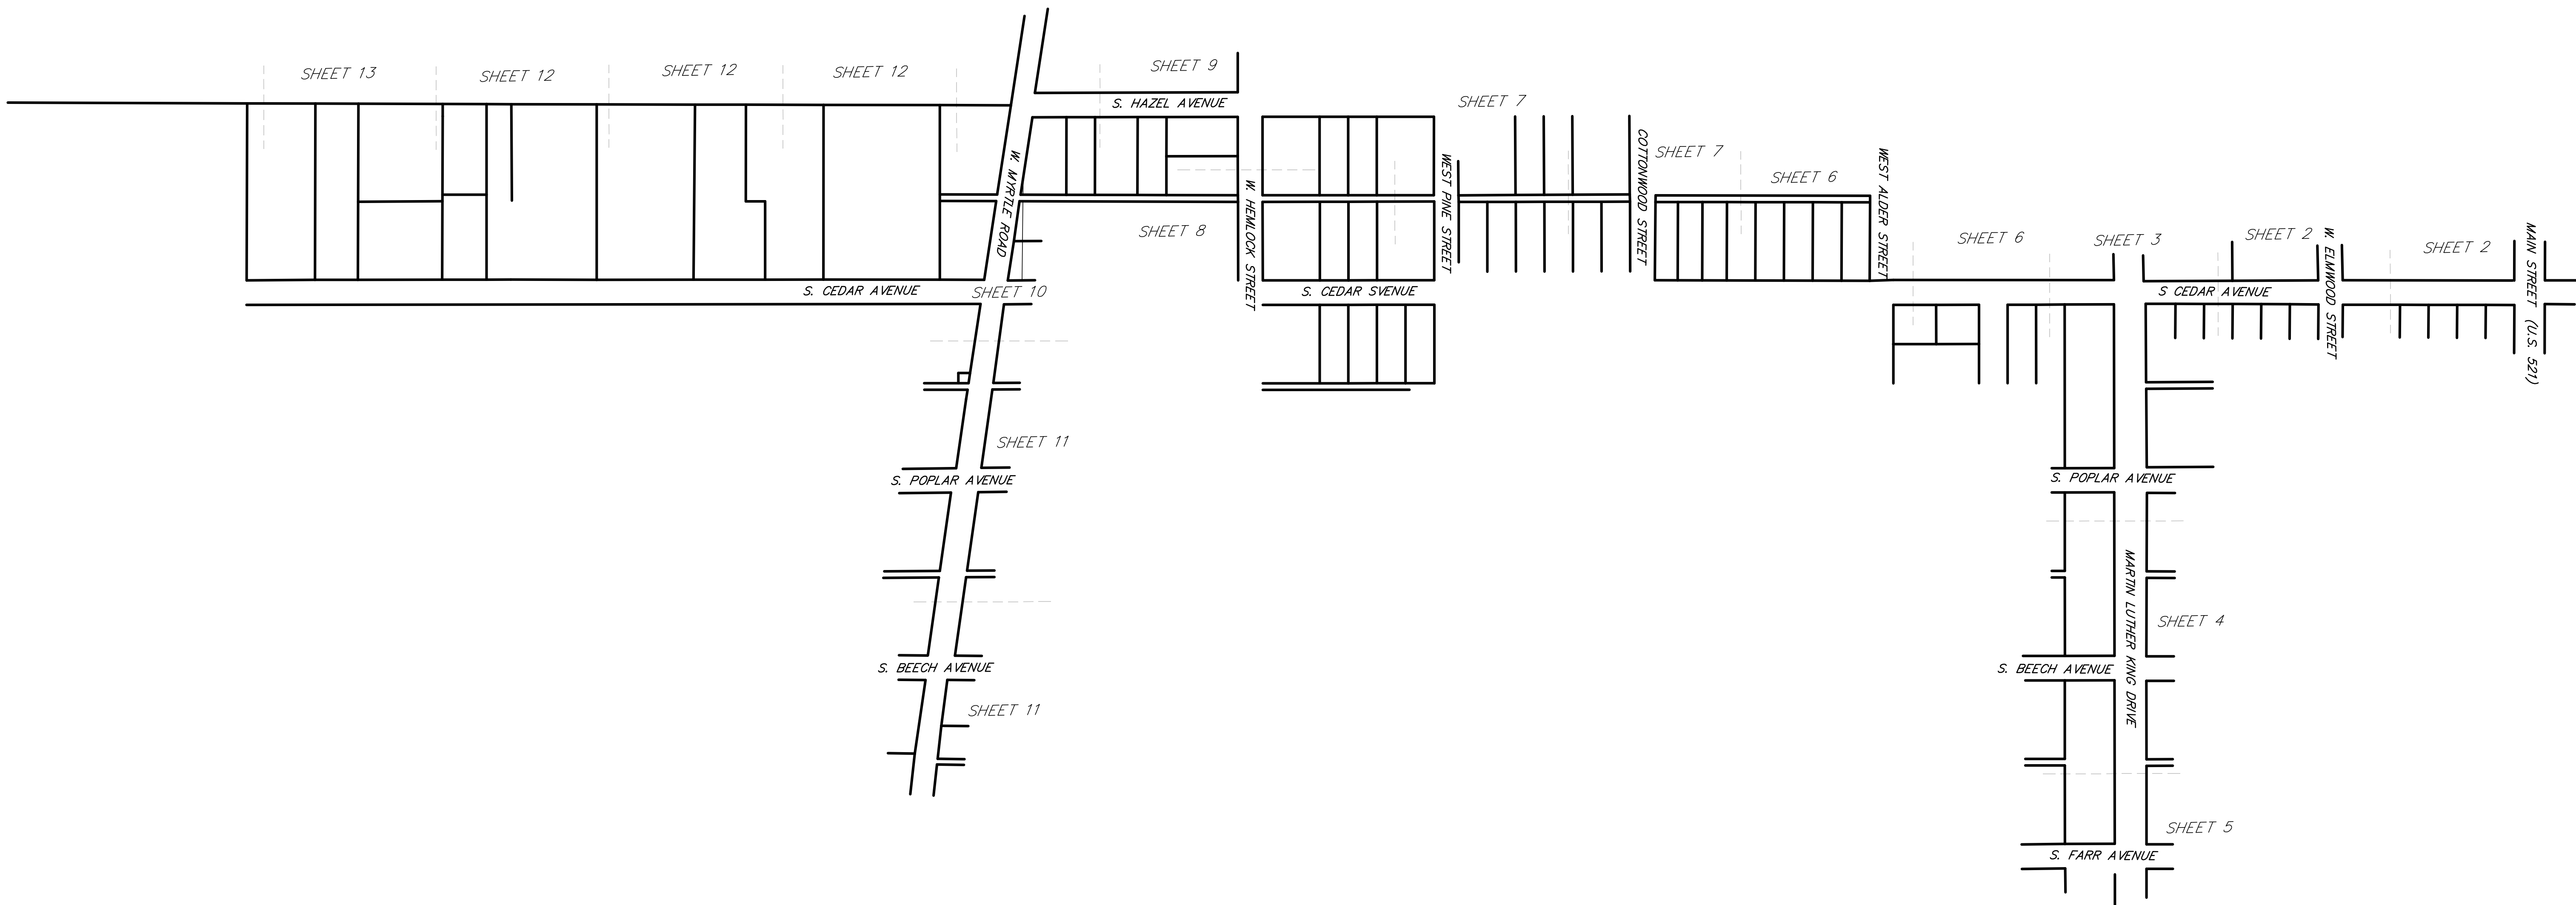 SHEET 13
SHEET 12
SHEET 12
SHEET 12
SHEET 9
S. HAZEL AVENUE
SHEET 7
W. MYRTLE ROAD
W. HEMLOCK STREET
WEST PINE STREET
COTTONWOOD STREET
SHEET 7
SHEET 6
WEST ALDER STREET
SHEET 8
SHEET 6
SHEET 3
SHEET 2
W. ELMWOOD STREET
SHEET 2
MAIN STREET (U.S. 521)
S. CEDAR AVENUE
SHEET 10
S. CEDAR SVENUE
S CEDAR AVENUE
SHEET 11
S. POPLAR AVENUE
S. POPLAR AVENUE
MARTIN LUTHER KING DRIVE
SHEET 4
S. BEECH AVENUE
S. BEECH AVENUE
SHEET 11
SHEET 5
S. FARR AVENUE